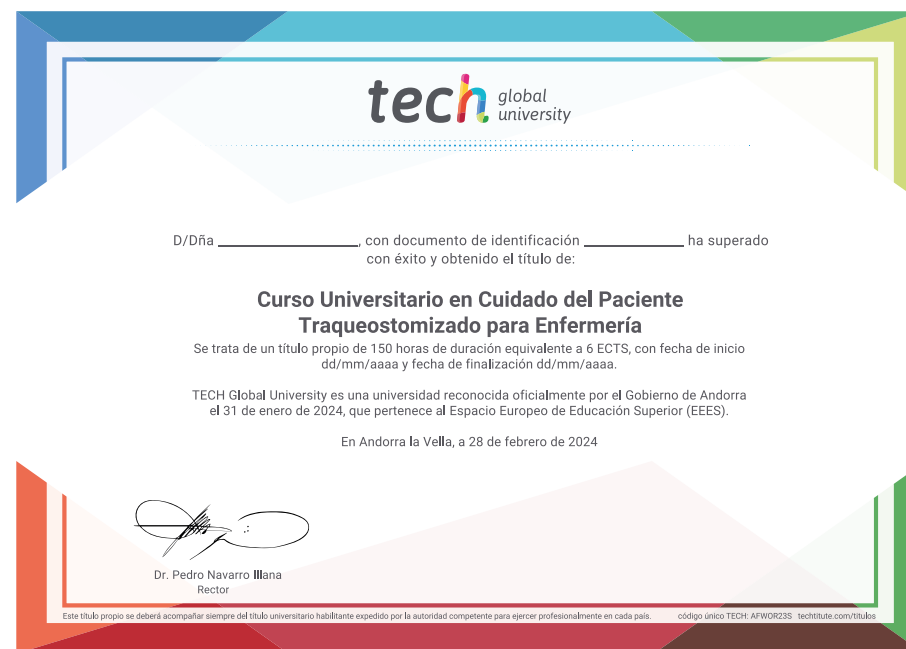 tech global university
D/Dña ____________________, con documento de identificación ______________ ha superado
con éxito y obtenido el título de:
Curso Universitario en Cuidado del Paciente
Traqueostomizado para Enfermería
Se trata de un título propio de 150 horas de duración equivalente a 6 ECTS, con fecha de inicio
dd/mm/aaaa y fecha de finalización dd/mm/aaaa.
TECH Global University es una universidad reconocida oficialmente por el Gobierno de Andorra
el 31 de enero de 2024, que pertenece al Espacio Europeo de Educación Superior (EEES).
En Andorra la Vella, a 28 de febrero de 2024
Dr. Pedro Navarro Illana
Rector
Este título propio se deberá acompañar siempre del título universitario habilitante expedido por la autoridad competente para ejercer profesionalmente en cada país. código único TECH: AFWOR23S techtitute.com/titulos